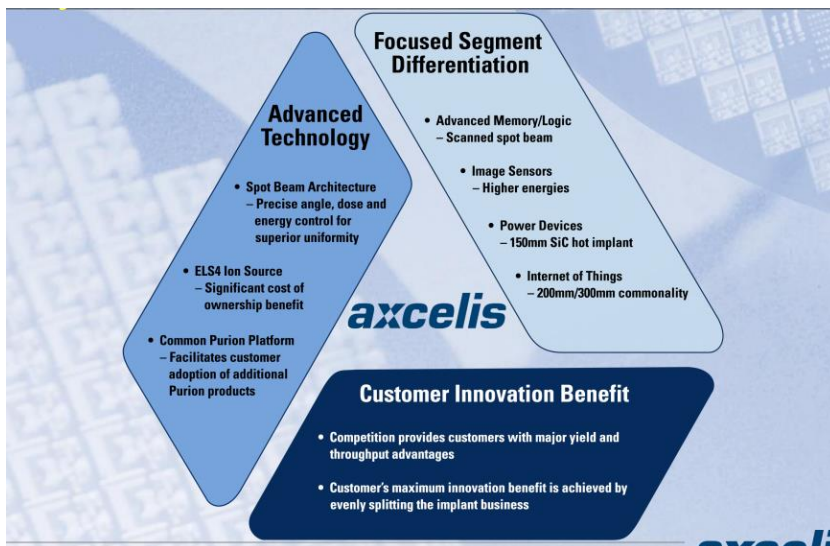 Advanced
Technology
• Spot Beam Architecture
– Precise angle, dose and
energy control for
superior uniformity
• ELS4 Ion Source
– Significant cost of
ownership benefit
• Common Purion Platform
– Facilitates customer
adoption of additional
Purion products
Focused Segment
Differentiation
• Advanced Memory/Logic
– Scanned spot beam
• Image Sensors
– Higher energies
• Power Devices
– 150mm SiC hot implant
• Internet of Things
– 200mm/300mm commonality
axcelis
Customer Innovation Benefit
• Competition provides customers with major yield and
throughput advantages
• Customer's maximum innovation benefit is achieved by
evenly splitting the implant business